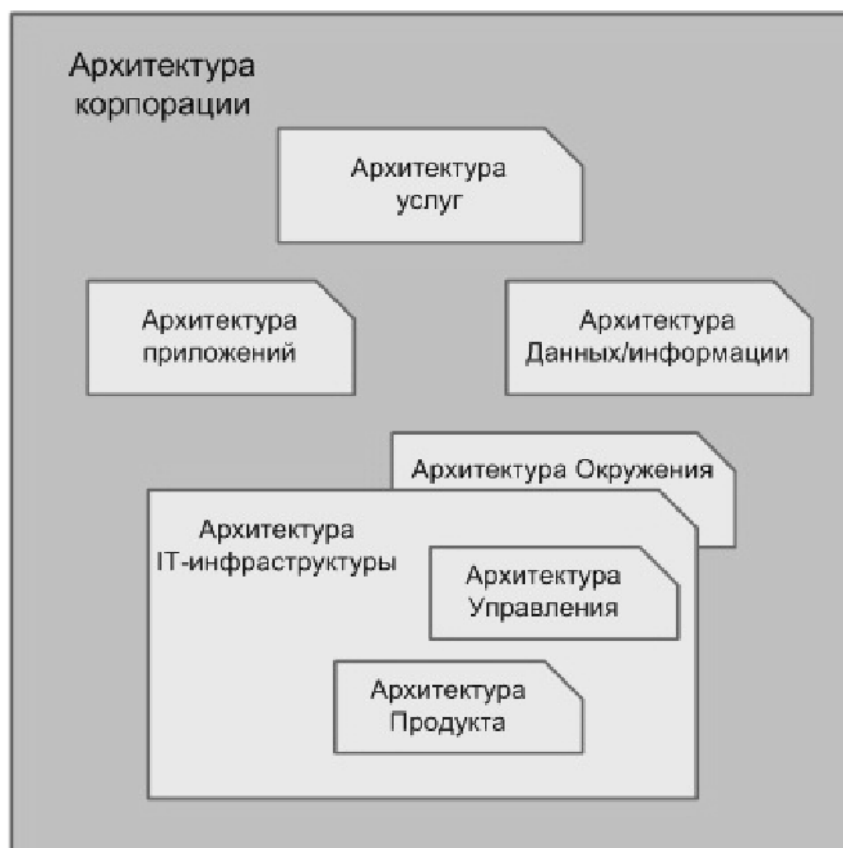 Архитектура
корпорации
Архитектура
услуг
Архитектура
приложений
Архитектура
Данных/информации
Архитектура Окружения
Архитектура
IT-инфраструктуры
Архитектура
Управления
Архитектура
Продукта